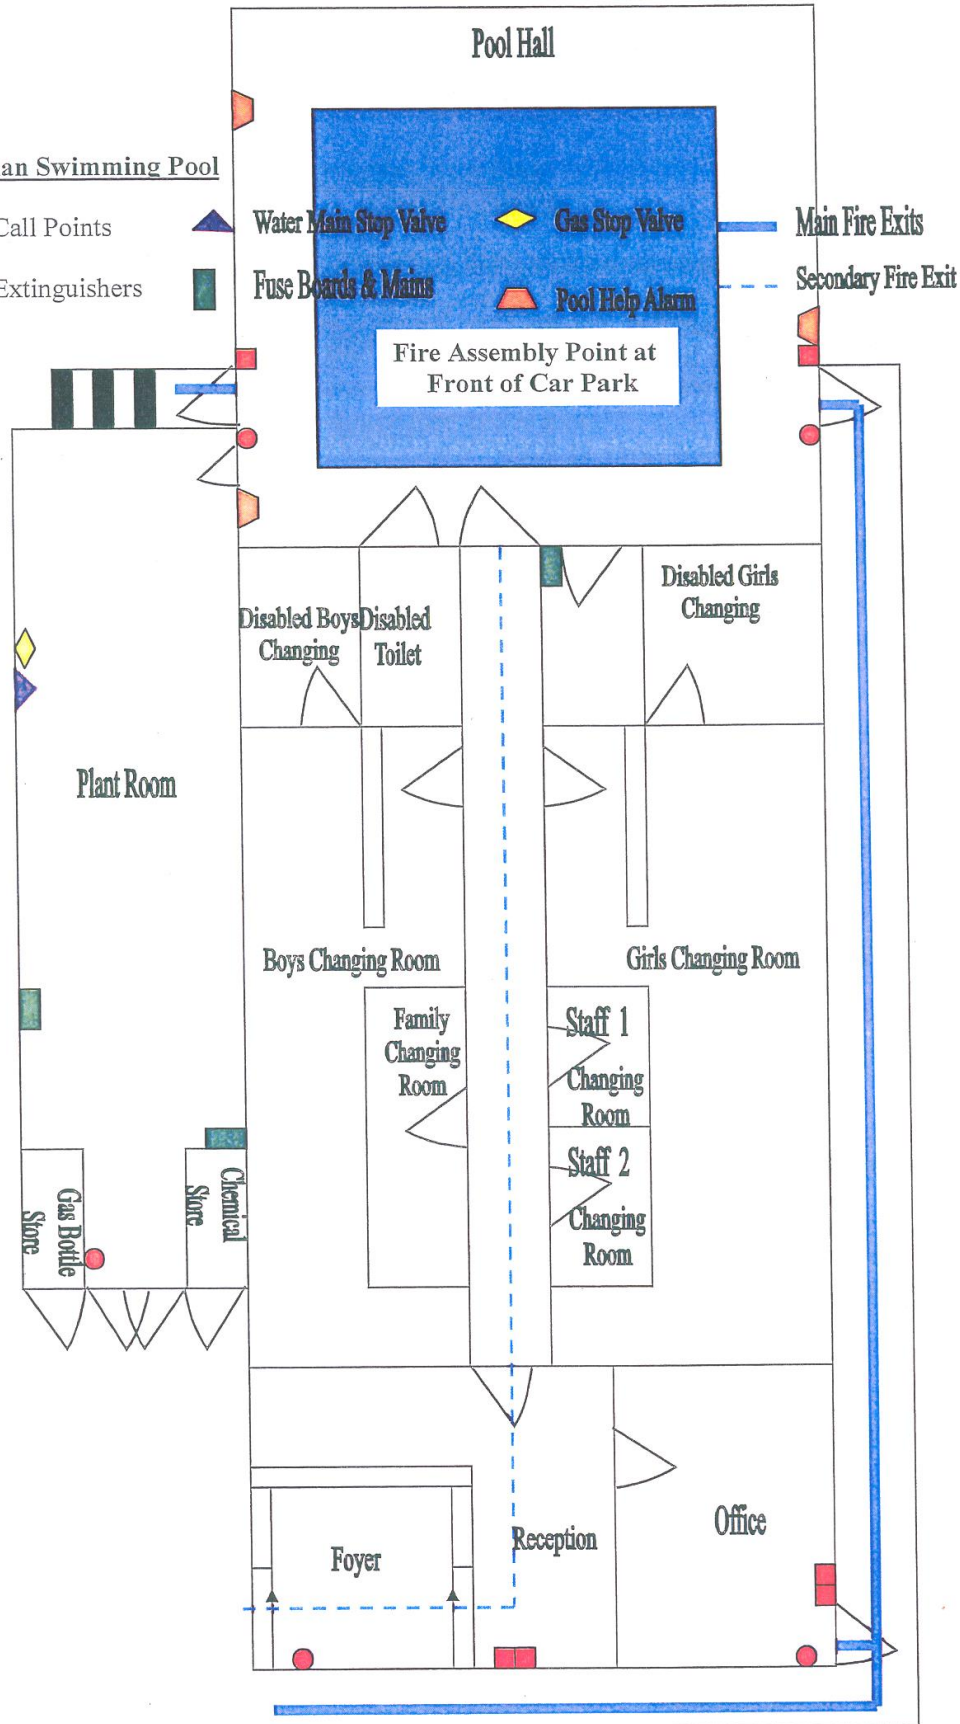 Pool Hall
an Swimming Pool
Call Points
Water Main Stop Valve
Gas Stop Valve
Main Fire Exits
Extinguishers
Fuse Boards & Mains
Pool Help Alarm
Secondary Fire Exit
Fire Assembly Point at
Front of Car Park
Disabled Boys
Changing
Disabled
Toilet
Disabled Girls
Changing
Plant Room
Boys Changing Room
Girls Changing Room
Family
Changing
Room
Staff 1
Changing
Room
Staff 2
Changing
Room
Gas Bottle
Store
Chemical
Store
Foyer
Reception
Office